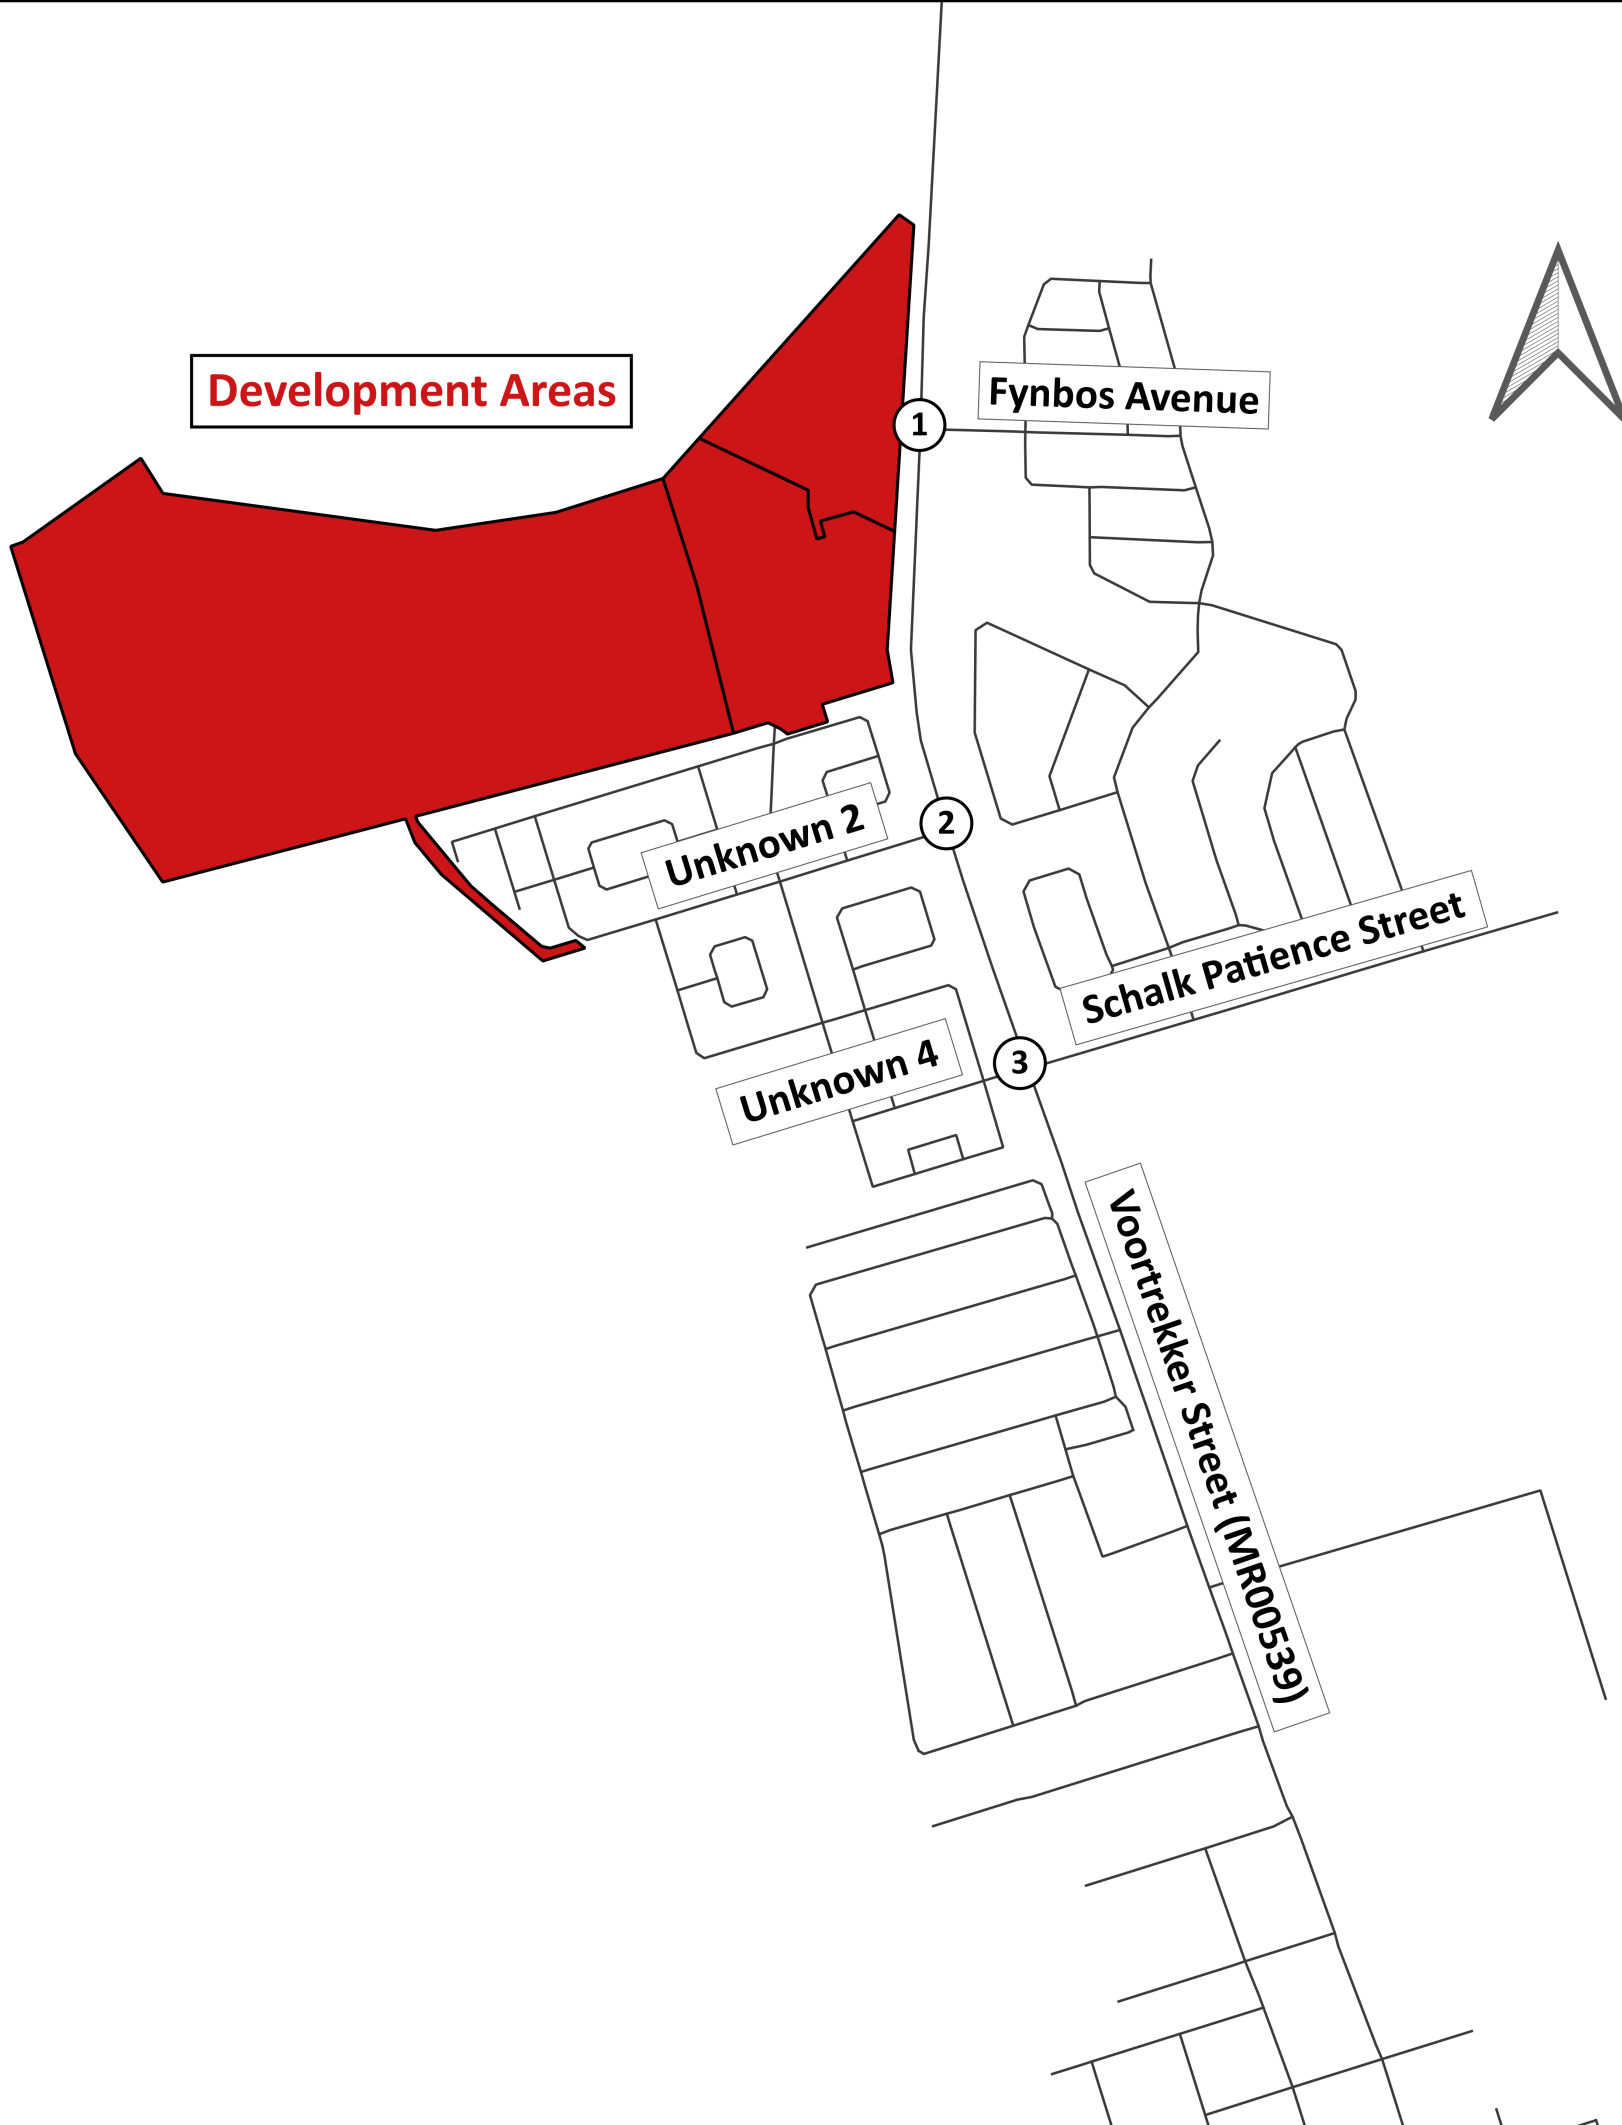 Development Areas
Fynbos Avenue
1
Unknown 2
2
Schalk Patience Street
Unknown 4
3
Voortrekker Street (MR00539)